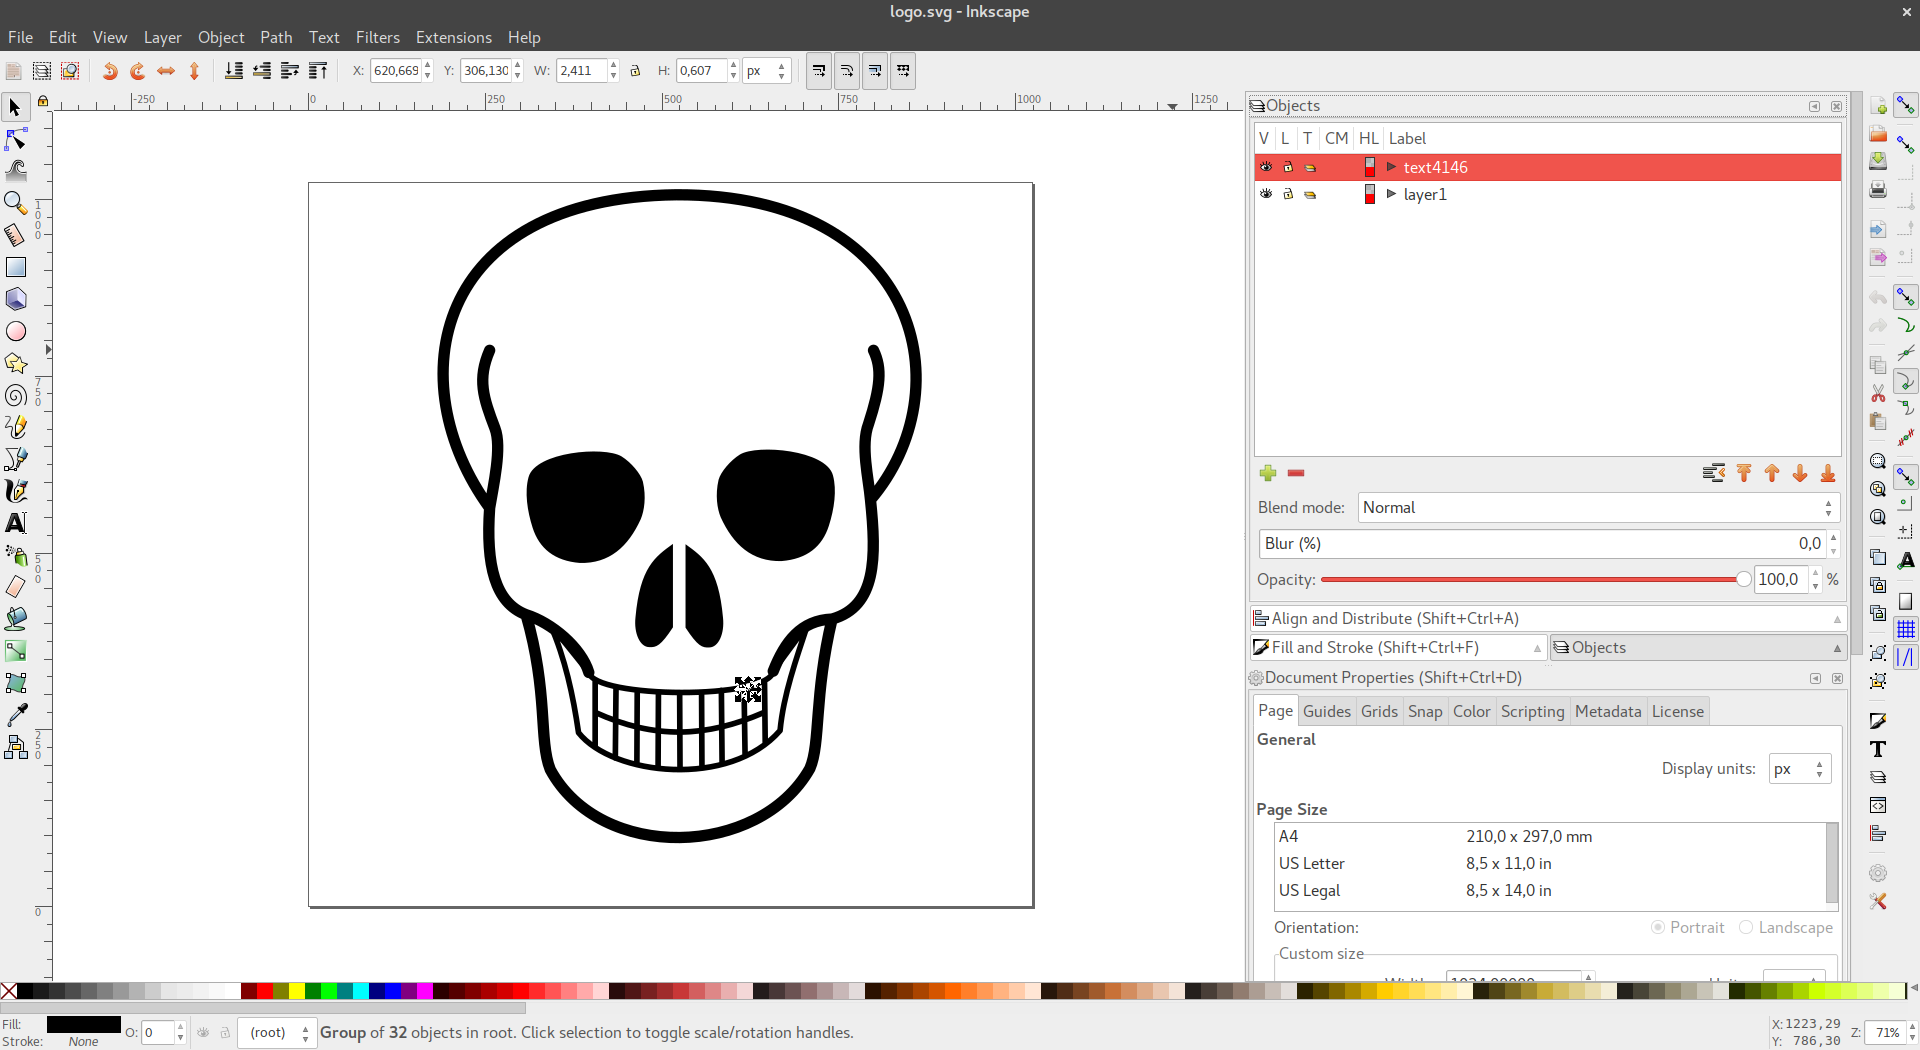 logo.svg - Inkscape
File Edit View Layer Object Path Text Filters Extensions Help
X: 620,669 Y: 306,130 W: 2,411 H: 0,607 px
-250 0 250 500 750 1000 1250
Objects
V L T CM HL Label
text4146
layer1
1000
750
500
250
0
Blend mode: Normal
Blur (%) 0,0
Opacity: 100,0 %
Align and Distribute (Shift+Ctrl+A)
Fill and Stroke (Shift+Ctrl+F) Objects
Document Properties (Shift+Ctrl+D)
Page Guides Grids Snap Color Scripting Metadata License
General
Display units: px
Page Size
A4 210,0 x 297,0 mm
US Letter 8,5 x 11,0 in
US Legal 8,5 x 14,0 in
Orientation: Portrait Landscape
Custom size
Fill: O: 0 (root) Group of 32 objects in root. Click selection to toggle scale/rotation handles. X: 1223,29 Z: 71%
Stroke: None Y: 786,30